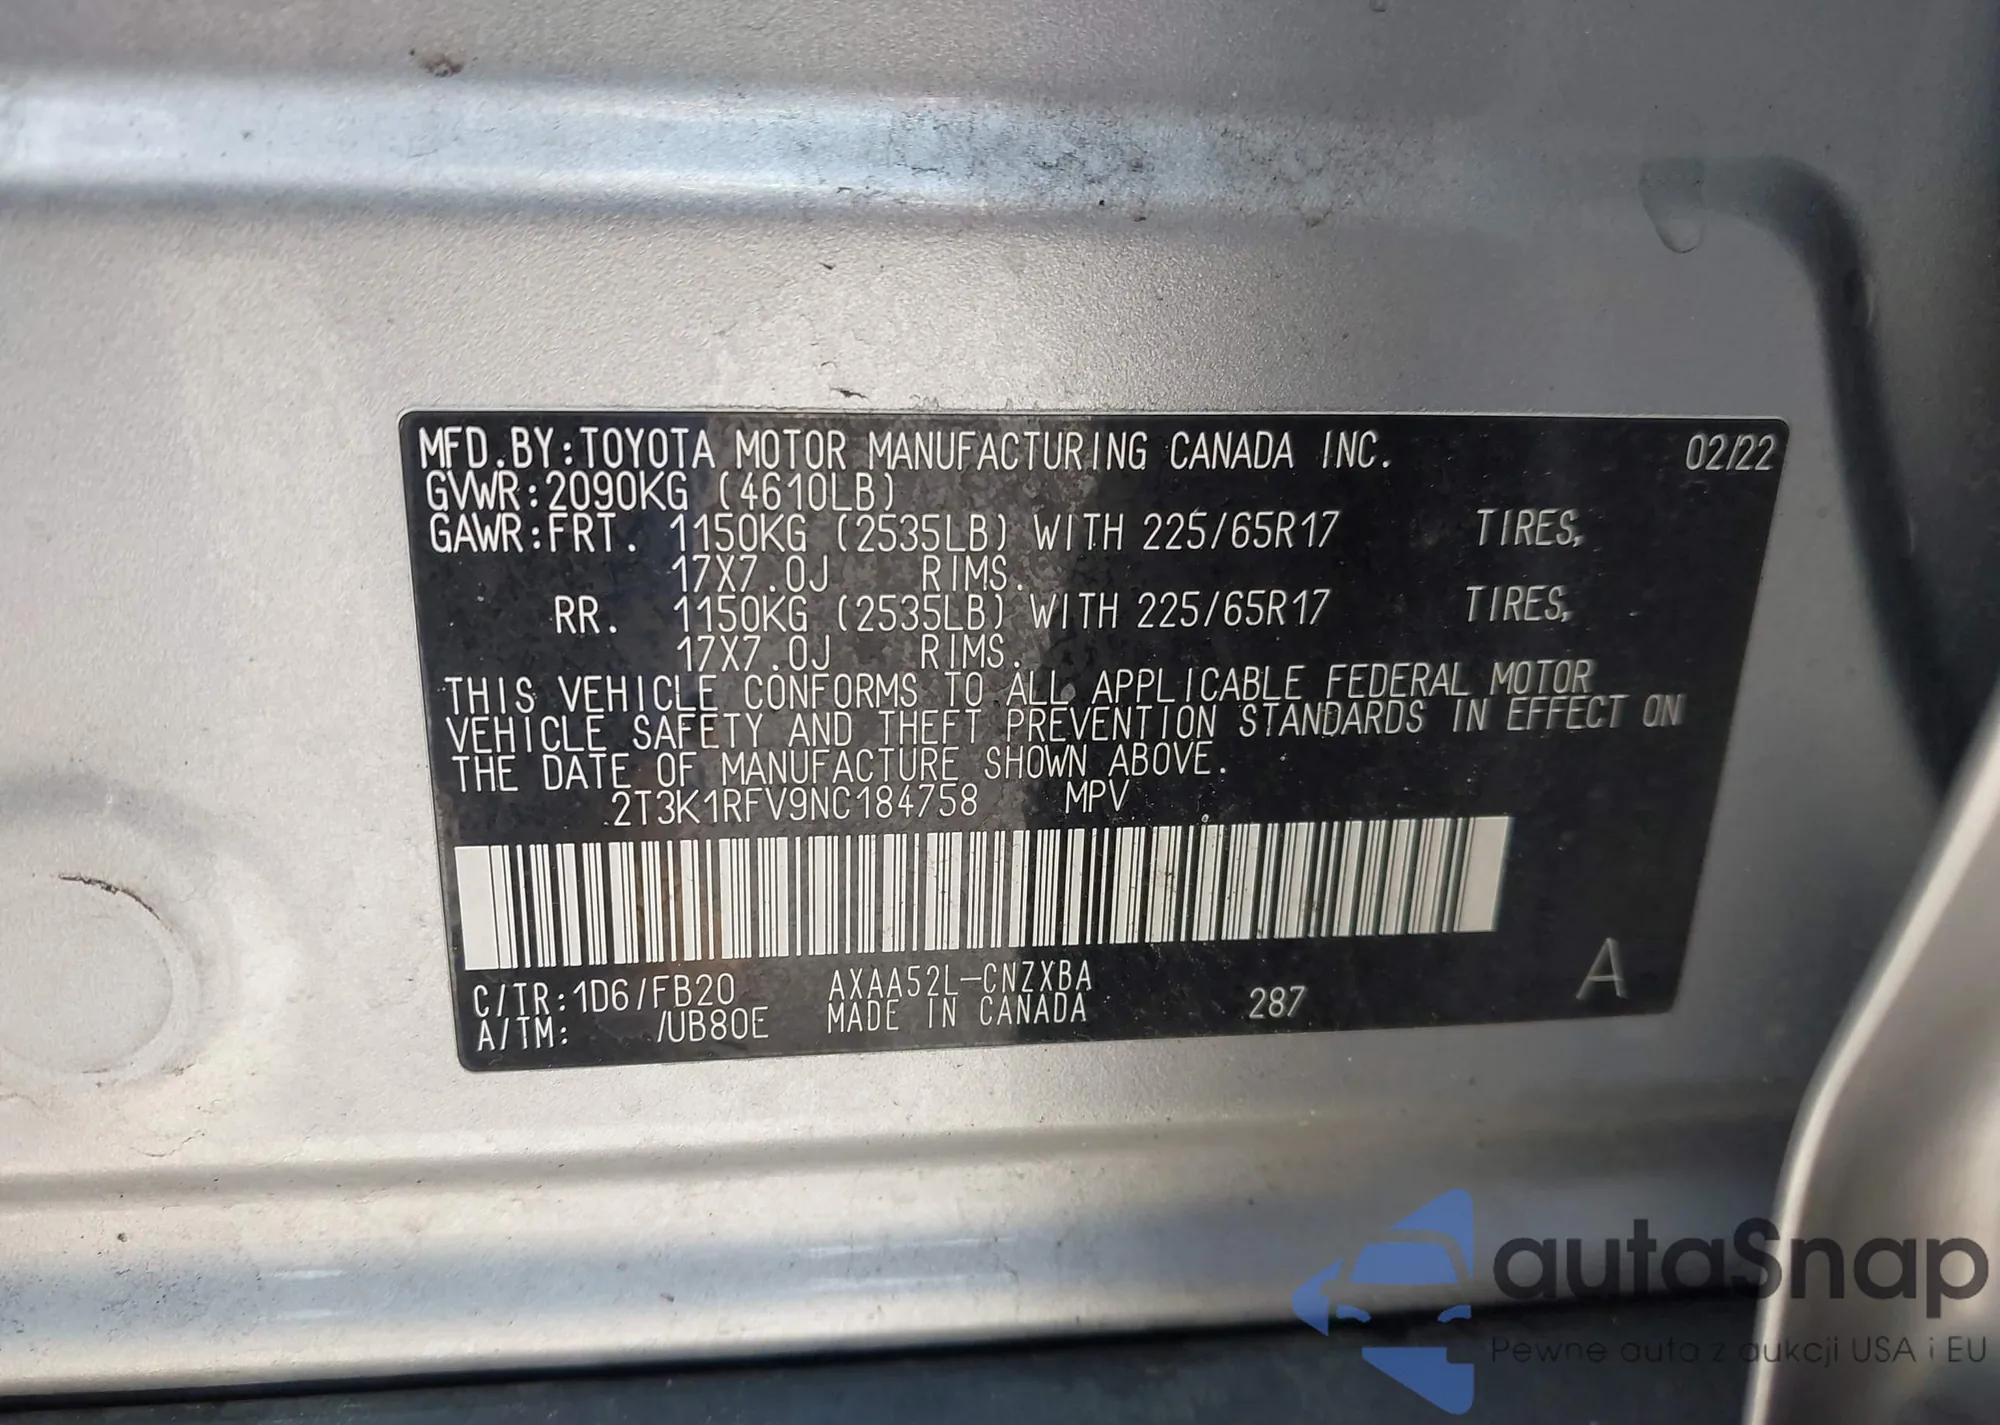 MFD.BY:TOYOTA MOTOR MANUFACTURING CANADA INC. 02/22
GVWR:2090KG (4610LB)
GAWR:FRT. 1150KG (2535LB) WITH 225/65R17 TIRES,
17X7.0J RIMS.
RR. 1150KG (2535LB) WITH 225/65R17 TIRES,
17X7.0J RIMS.
THIS VEHICLE CONFORMS TO ALL APPLICABLE FEDERAL MOTOR
VEHICLE SAFETY AND THEFT PREVENTION STANDARDS IN EFFECT ON
THE DATE OF MANUFACTURE SHOWN ABOVE.
2T3K1RFV9NC184758 MPV
C/TR:1D6/FB20 AXAA52L-CNZXBA
A/TM: /UB80E MADE IN CANADA 287 A
autaSnap
Pewne auta z aukcji USA i EU